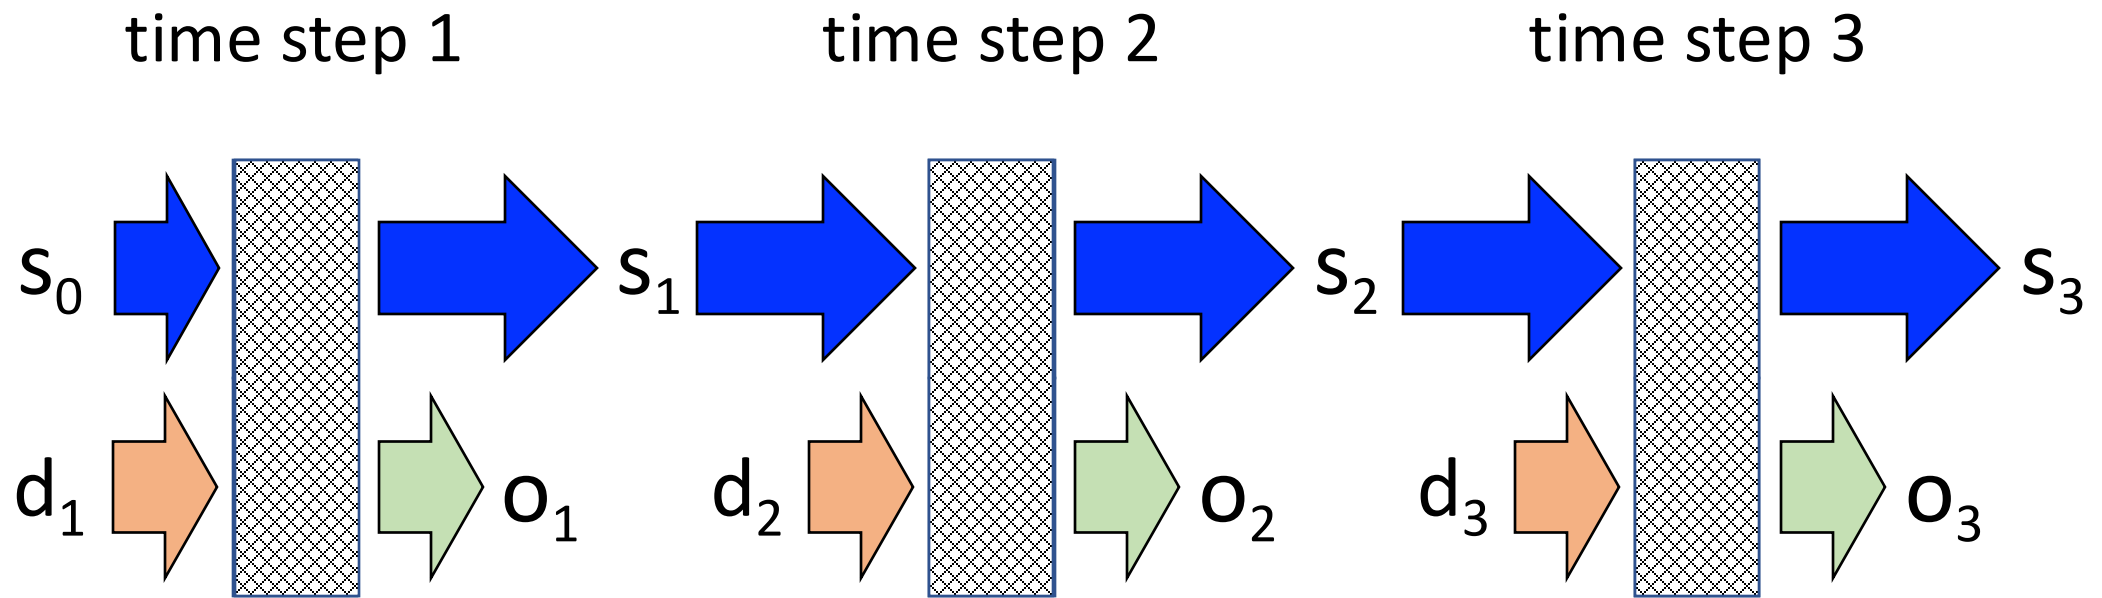 time step 1 time step 2 time step 3
s₀ s₁ s₂ s₃
d₁ o₁ d₂ o₂ d₃ o₃